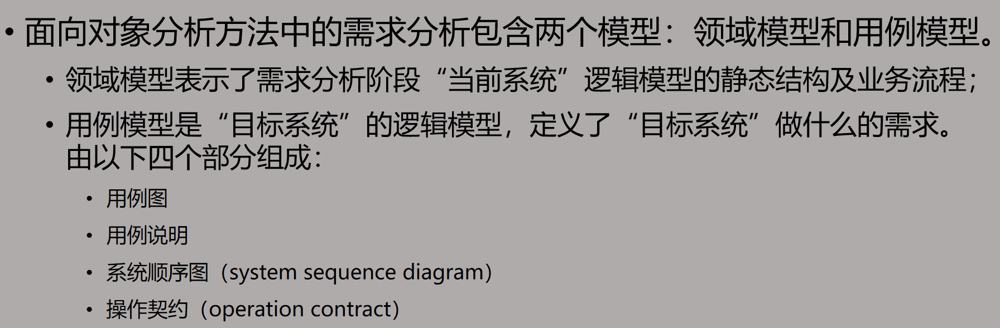 • 面向对象分析方法中的需求分析包含两个模型：领域模型和用例模型。
• 领域模型表示了需求分析阶段“当前系统”逻辑模型的静态结构及业务流程；
• 用例模型是“目标系统”的逻辑模型，定义了“目标系统”做什么的需求。
由以下四个部分组成：
• 用例图
• 用例说明
• 系统顺序图（system sequence diagram）
• 操作契约（operation contract）